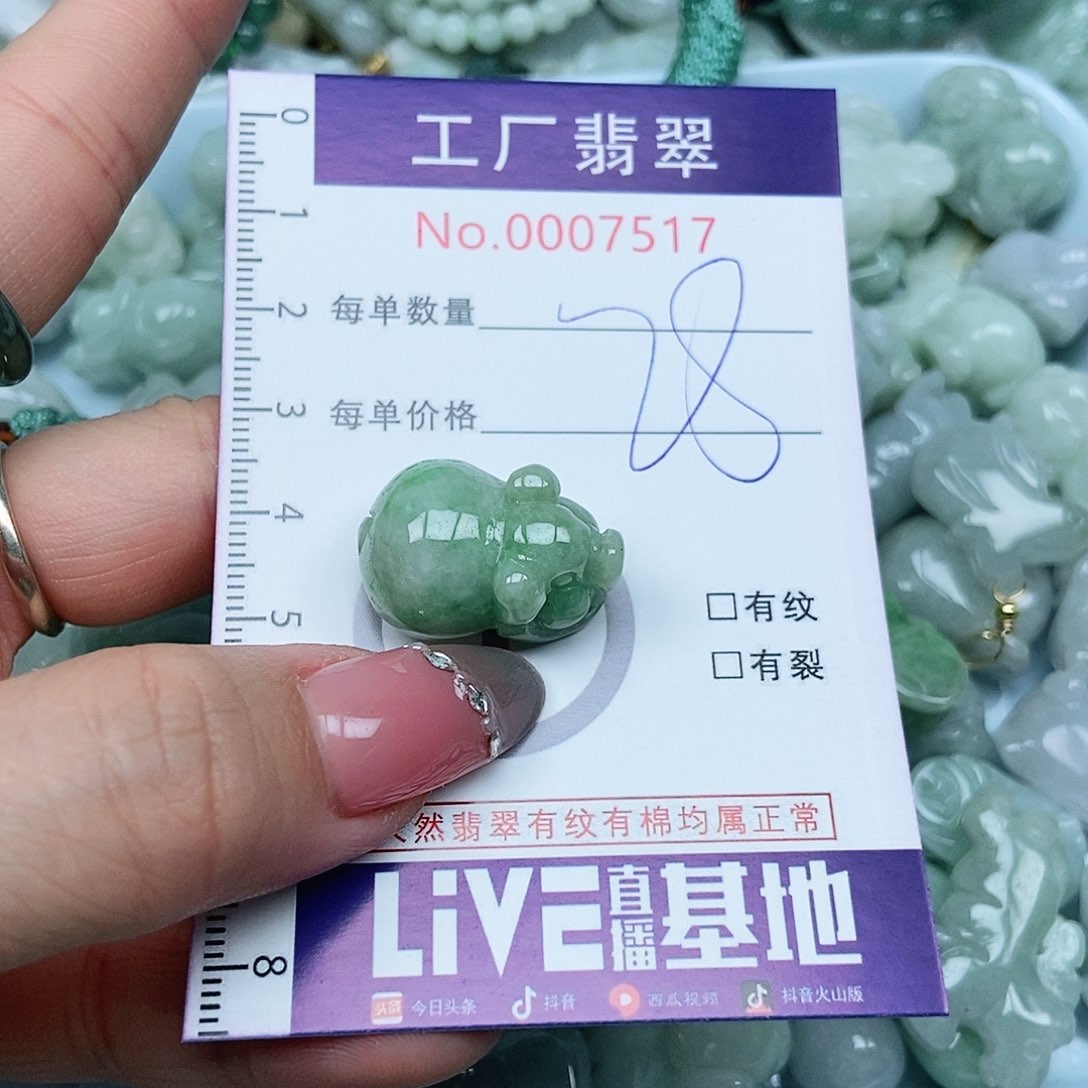 工厂翡翠
No.0007517
每单数量
28
每单价格
□有纹
□有裂
然翡翠有纹有棉均属正常
LiVE直播基地
头条 今日头条 抖音 西瓜视频 抖音火山版
0
1
2
3
4
5
8